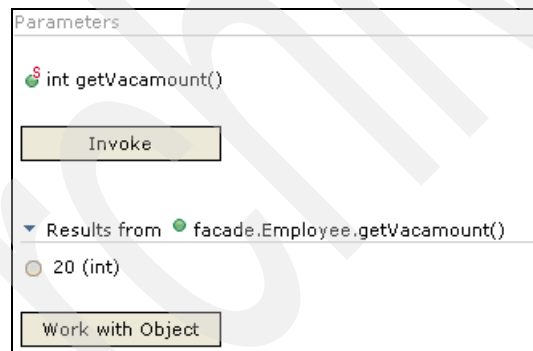 Parameters
S int getVacamount()
Invoke
Results from facade.Employee.getVacamount()
20 (int)
Work with Object